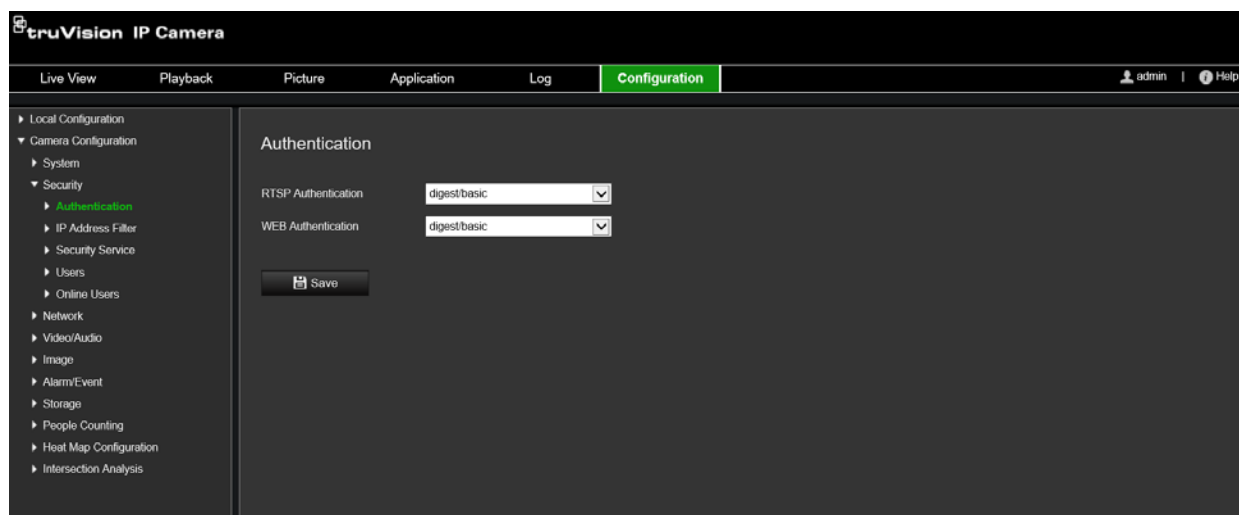 truVision IP Camera
Live View Playback Picture Application Log Configuration admin | Help
Local Configuration
Camera Configuration
System
Security
Authentication
IP Address Filter
Security Service
Users
Online Users
Network
Video/Audio
Image
Alarm/Event
Storage
People Counting
Heat Map Configuration
Intersection Analysis
Authentication
RTSP Authentication digest/basic
WEB Authentication digest/basic
Save